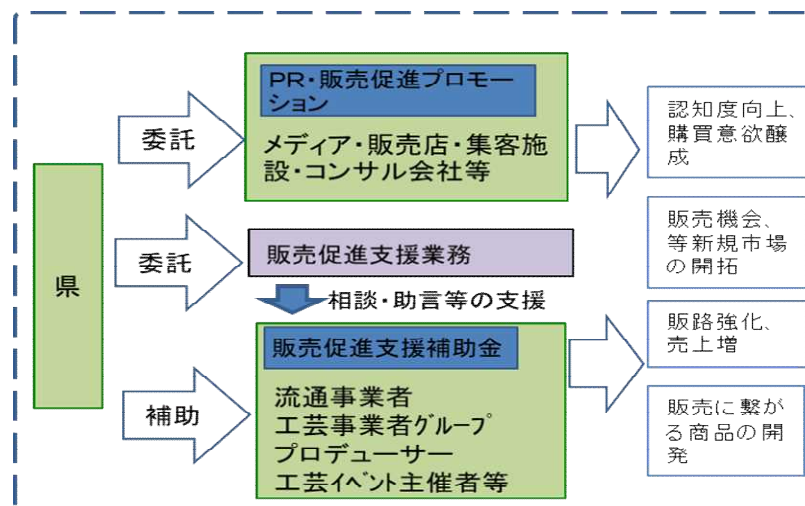 県
委託
PR・販売促進プロモー
ション
メディア・販売店・集客施
設・コンサル会社等
委託
販売促進支援業務
相談・助言等の支援
補助
販売促進支援補助金
流通事業者
工芸事業者ｸﾞﾙｰﾌﾟ
プロデューサー
工芸ｲﾍﾞﾝﾄ主催者等
認知度向上、
購買意欲醸
成
販売機会、
等新規市場
の開拓
販路強化、
売上増
販売に繋が
る商品の開
発